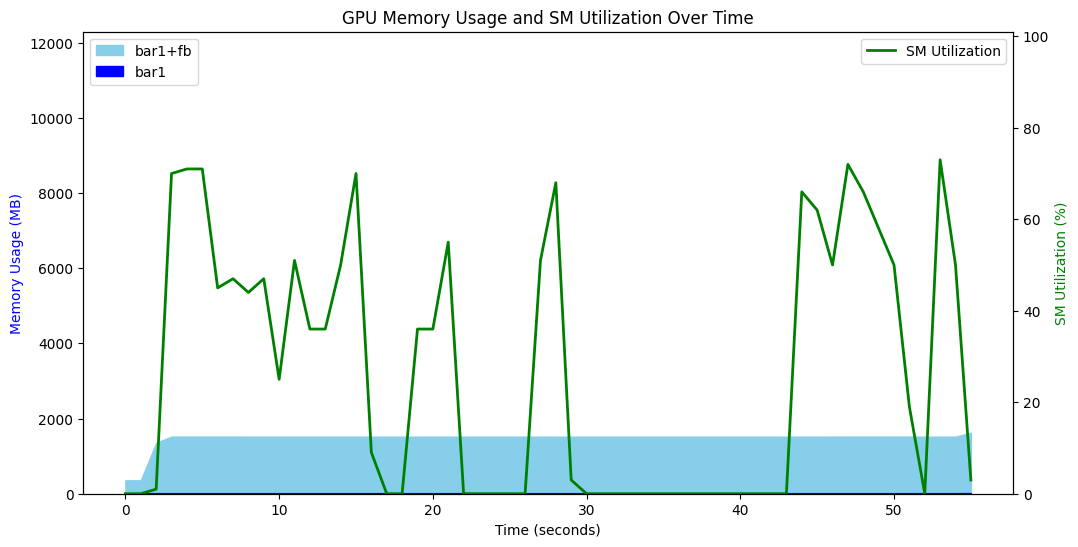 GPU Memory Usage and SM Utilization Over Time
bar1+fb
bar1
SM Utilization
Memory Usage (MB)
12000
10000
8000
6000
4000
2000
0
SM Utilization (%)
100
80
60
40
20
0
0 10 20 30 40 50
Time (seconds)